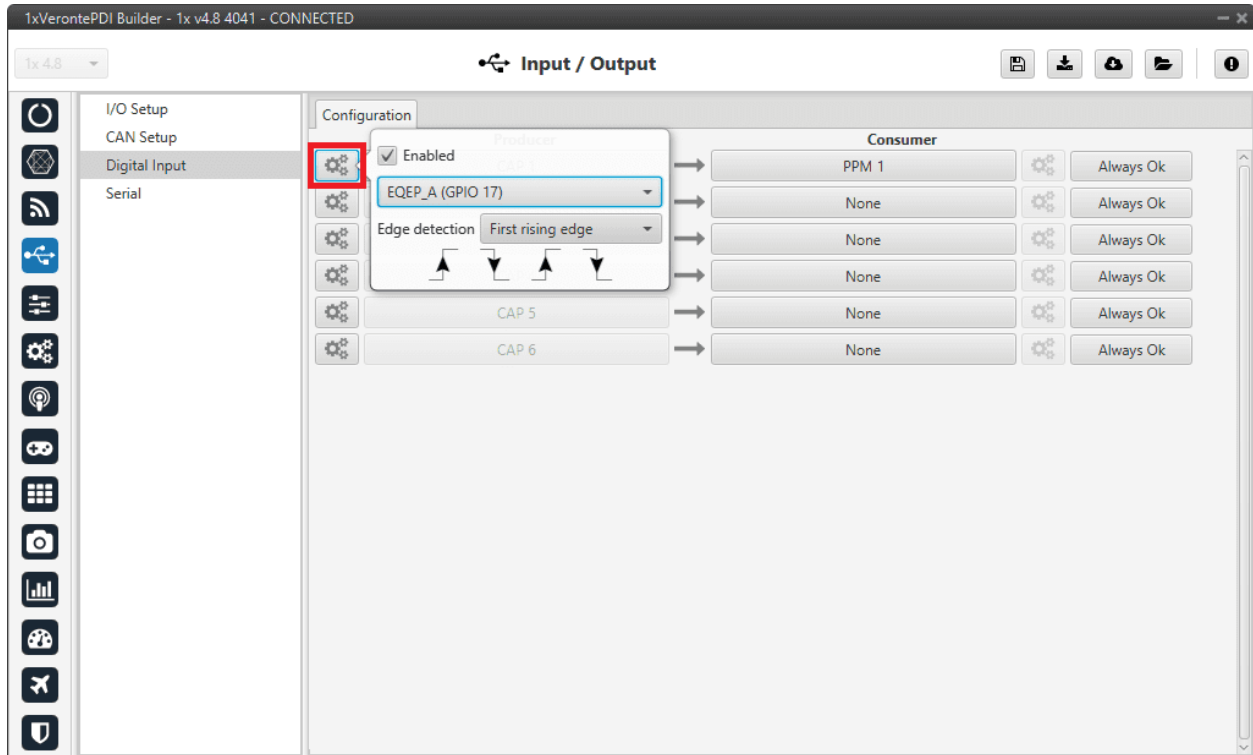 1xVerontePDI Builder - 1x v4.8 4041 - CONNECTED
1x 4.8
Input / Output
I/O Setup
CAN Setup
Digital Input
Serial
Configuration
Producer
Consumer
Enabled
EQEP_A (GPIO 17)
Edge detection First rising edge
CAP 1
PPM 1
Always Ok
None
Always Ok
None
Always Ok
None
Always Ok
CAP 5
None
Always Ok
CAP 6
None
Always Ok